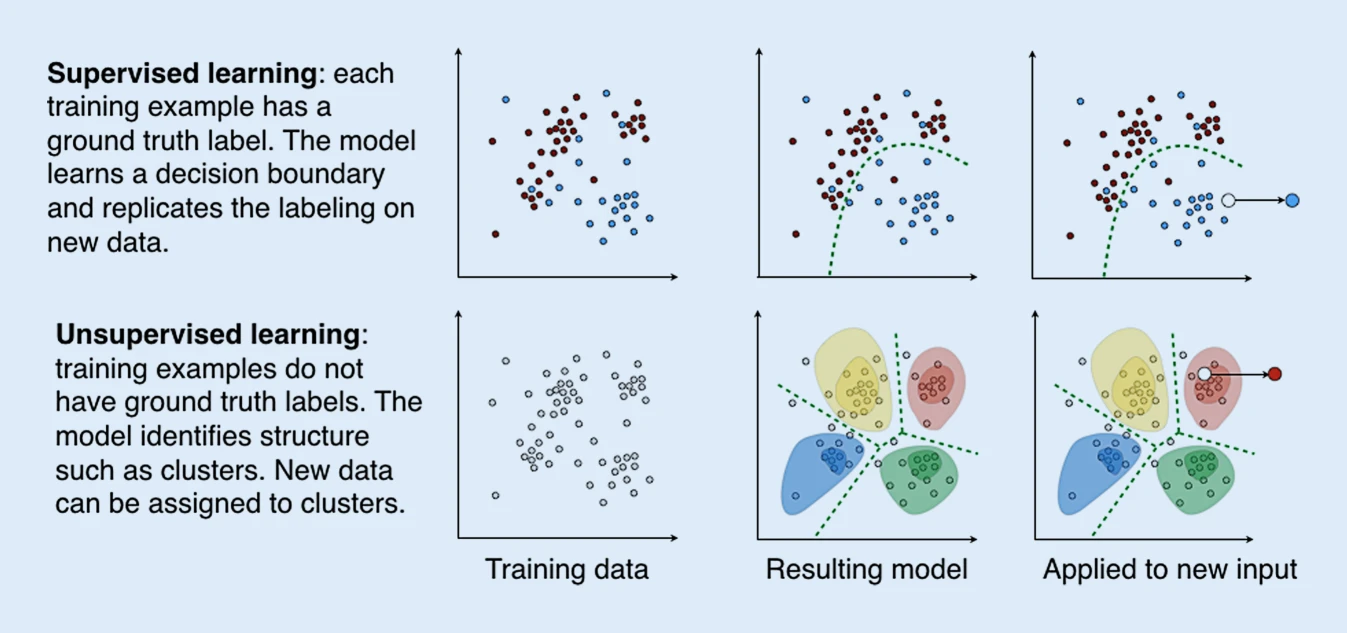 Supervised learning: each
training example has a
ground truth label. The model
learns a decision boundary
and replicates the labeling on
new data.
Unsupervised learning:
training examples do not
have ground truth labels. The
model identifies structure
such as clusters. New data
can be assigned to clusters.
Training data
Resulting model
Applied to new input